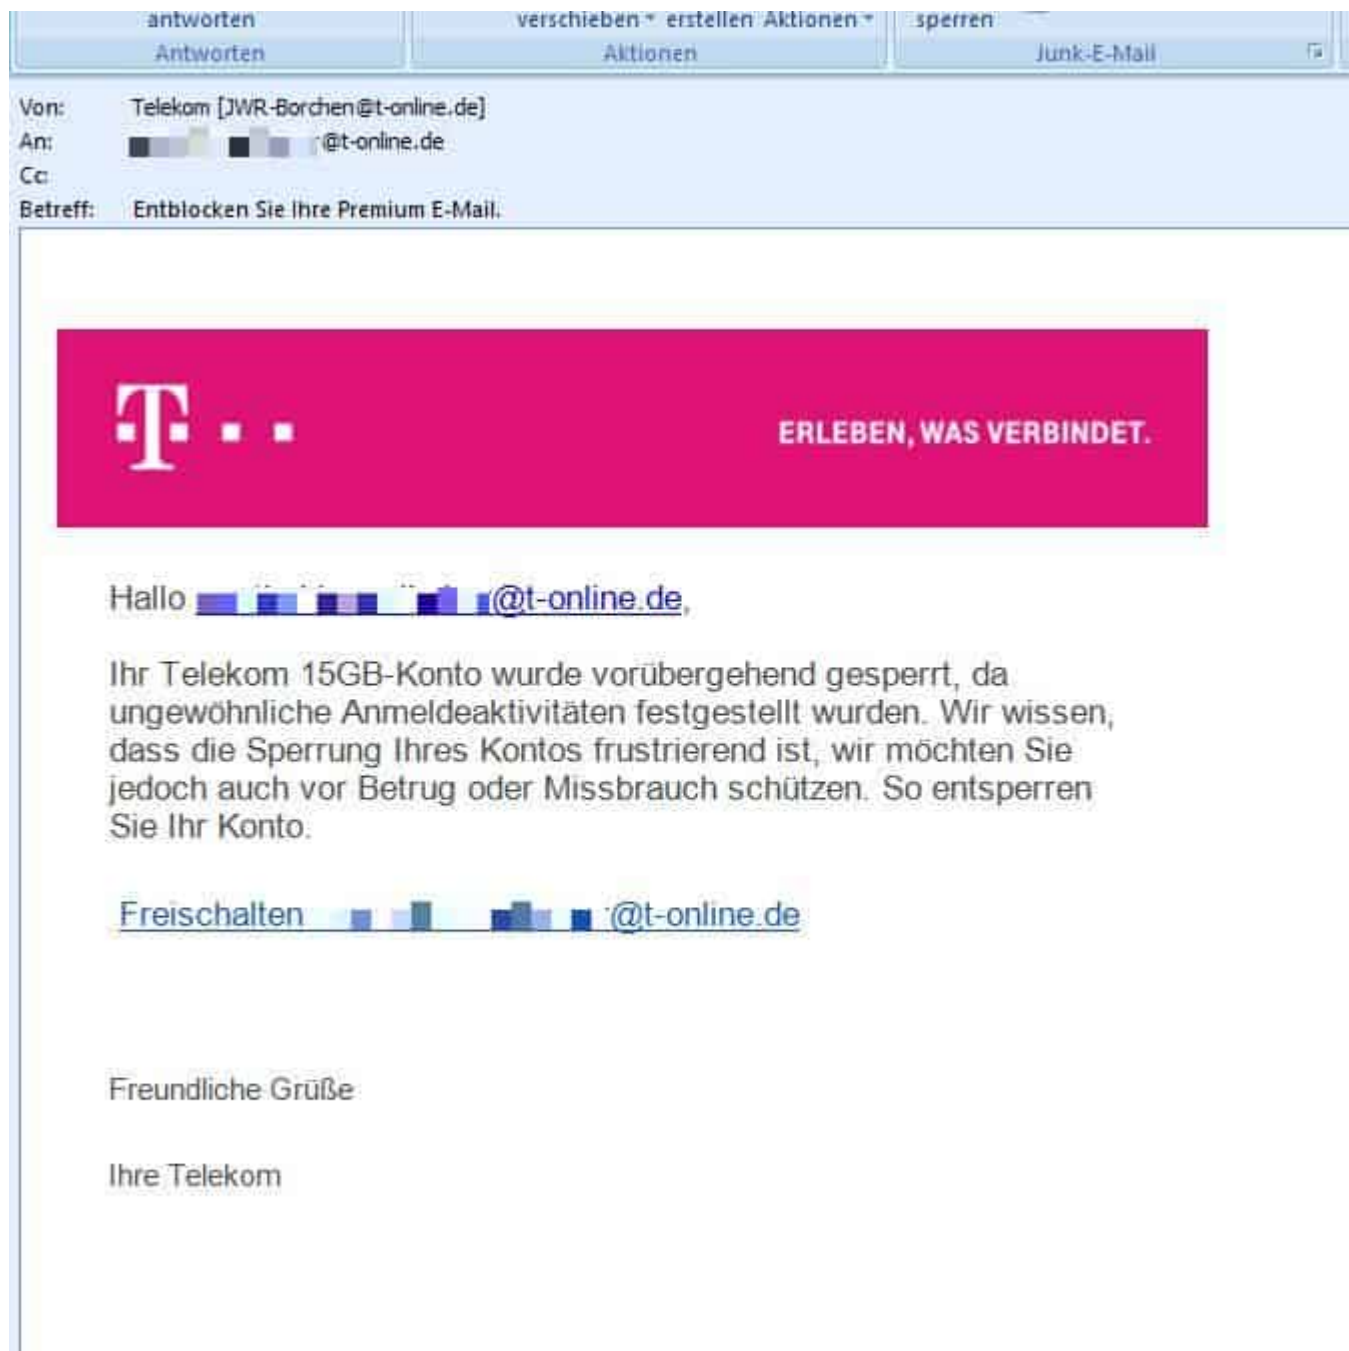 antworten
verschieben erstellen Aktionen
sperren
Antworten
Aktionen
Junk-E-Mail
Von: Telekom [JWR-Borchen@t-online.de]
An: @t-online.de
Cc:
Betreff: Entblocken Sie Ihre Premium E-Mail.
T
ERLEBEN, WAS VERBINDET.
Hallo @t-online.de,
Ihr Telekom 15GB-Konto wurde vorübergehend gesperrt, da
ungewöhnliche Anmeldeaktivitäten festgestellt wurden. Wir wissen,
dass die Sperrung Ihres Kontos frustrierend ist, wir möchten Sie
jedoch auch vor Betrug oder Missbrauch schützen. So entsperren
Sie Ihr Konto.
Freischalten @t-online.de
Freundliche Grüße
Ihre Telekom